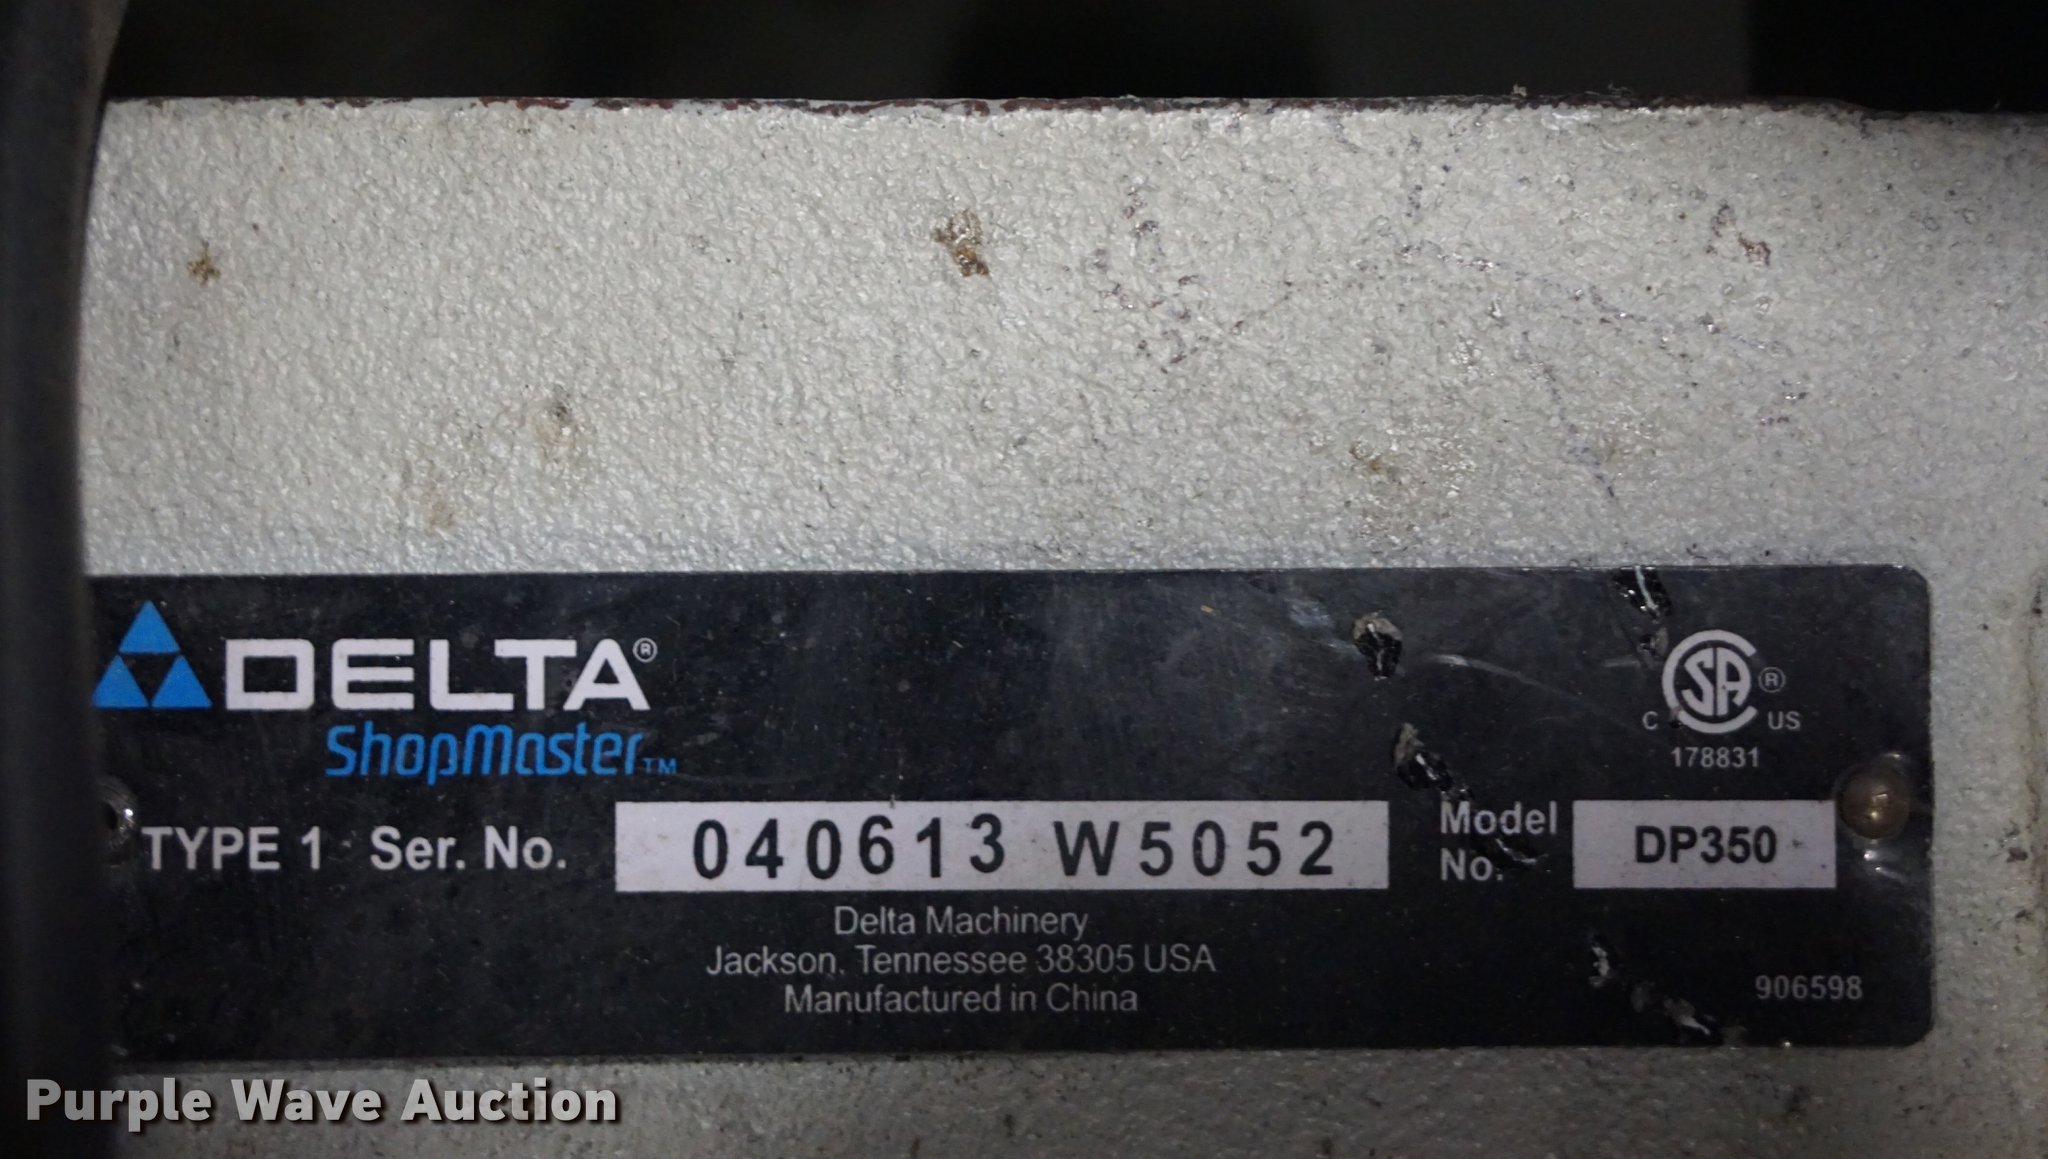 DELTA®
ShopMaster™
CSA®
C US
178831
TYPE 1 Ser. No. 040613 W5052 Model No. DP350
Delta Machinery
Jackson, Tennessee 38305 USA
Manufactured in China
906598
Purple Wave Auction